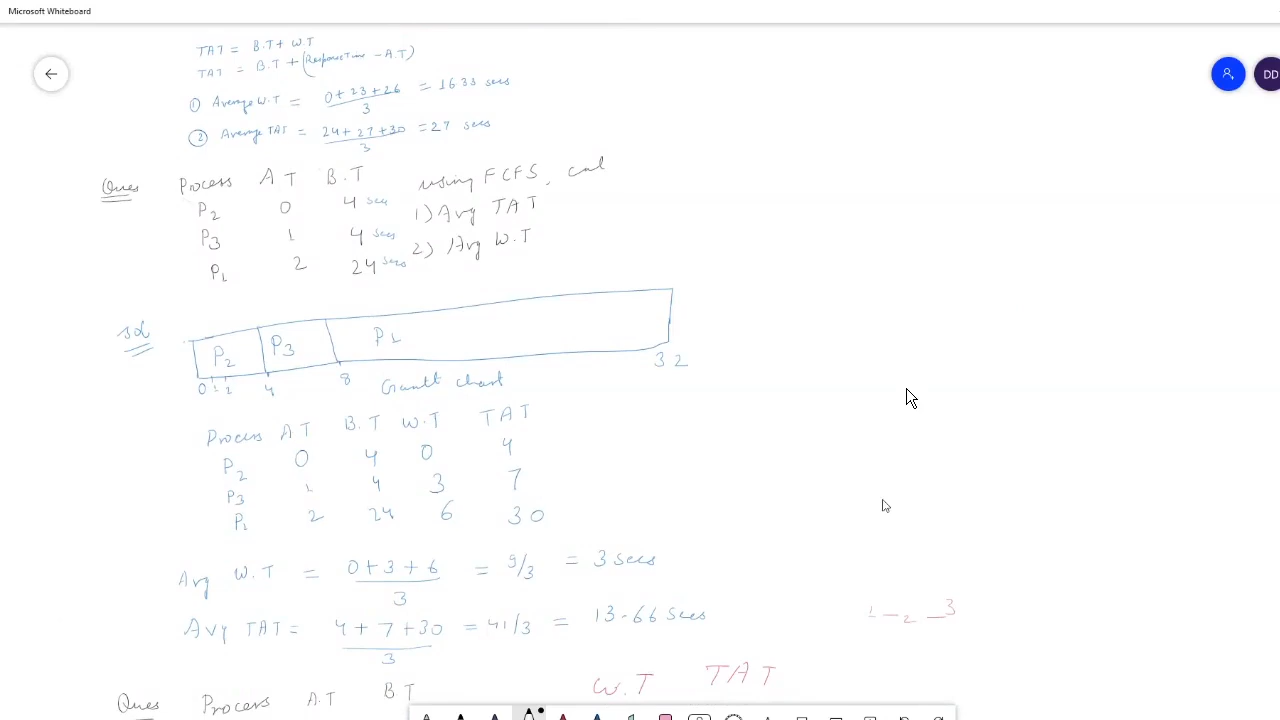 Microsoft Whiteboard
DD
TAT = B.T + W.T
TAT = B.T + (Response Time - A.T)
① Average W.T = 0+23+26 / 3 = 16.33 secs
② Average TAT = 24+27+30 / 3 = 27 secs
Ques Process A T B.T using FCFS, cal
P2 0 4 sec 1) Avg TAT
P3 1 4 secs 2) Avg W.T
P1 2 24 secs
Sol P2 P3 P1
0 1 2 4 8 32
Gantt chart
Process A T B.T W.T TAT
P2 0 4 0 4
P3 1 4 3 7
P1 2 24 6 30
Avg W.T = 0+3+6 / 3 = 9/3 = 3 secs
Avg TAT = 4+7+30 / 3 = 41/3 = 13.66 secs
1 — 2 — 3
W.T TAT
Ques Process A.T BT